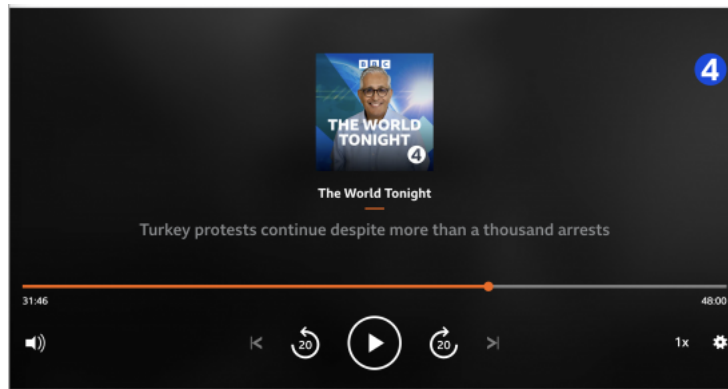 BBC
4
THE WORLD
TONIGHT
4
The World Tonight
Turkey protests continue despite more than a thousand arrests
31:46
48:00
20
20
1x